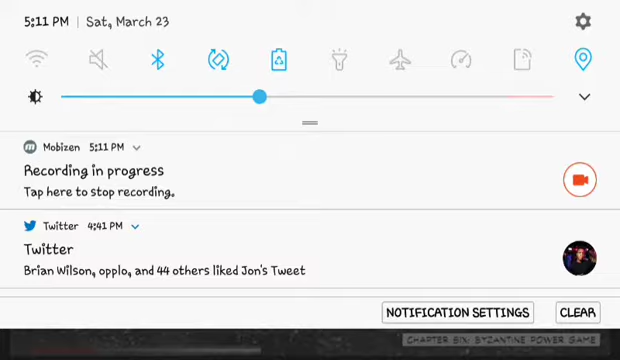 5:11 PM | Sat, March 23
Mobizen 5:11 PM
Recording in progress
Tap here to stop recording.
Twitter 4:41 PM
Twitter
Brian Wilson, opplo, and 44 others liked Jon's Tweet
NOTIFICATION SETTINGS
CLEAR
CHAPTER SIX: BYZANTINE POWER GAME